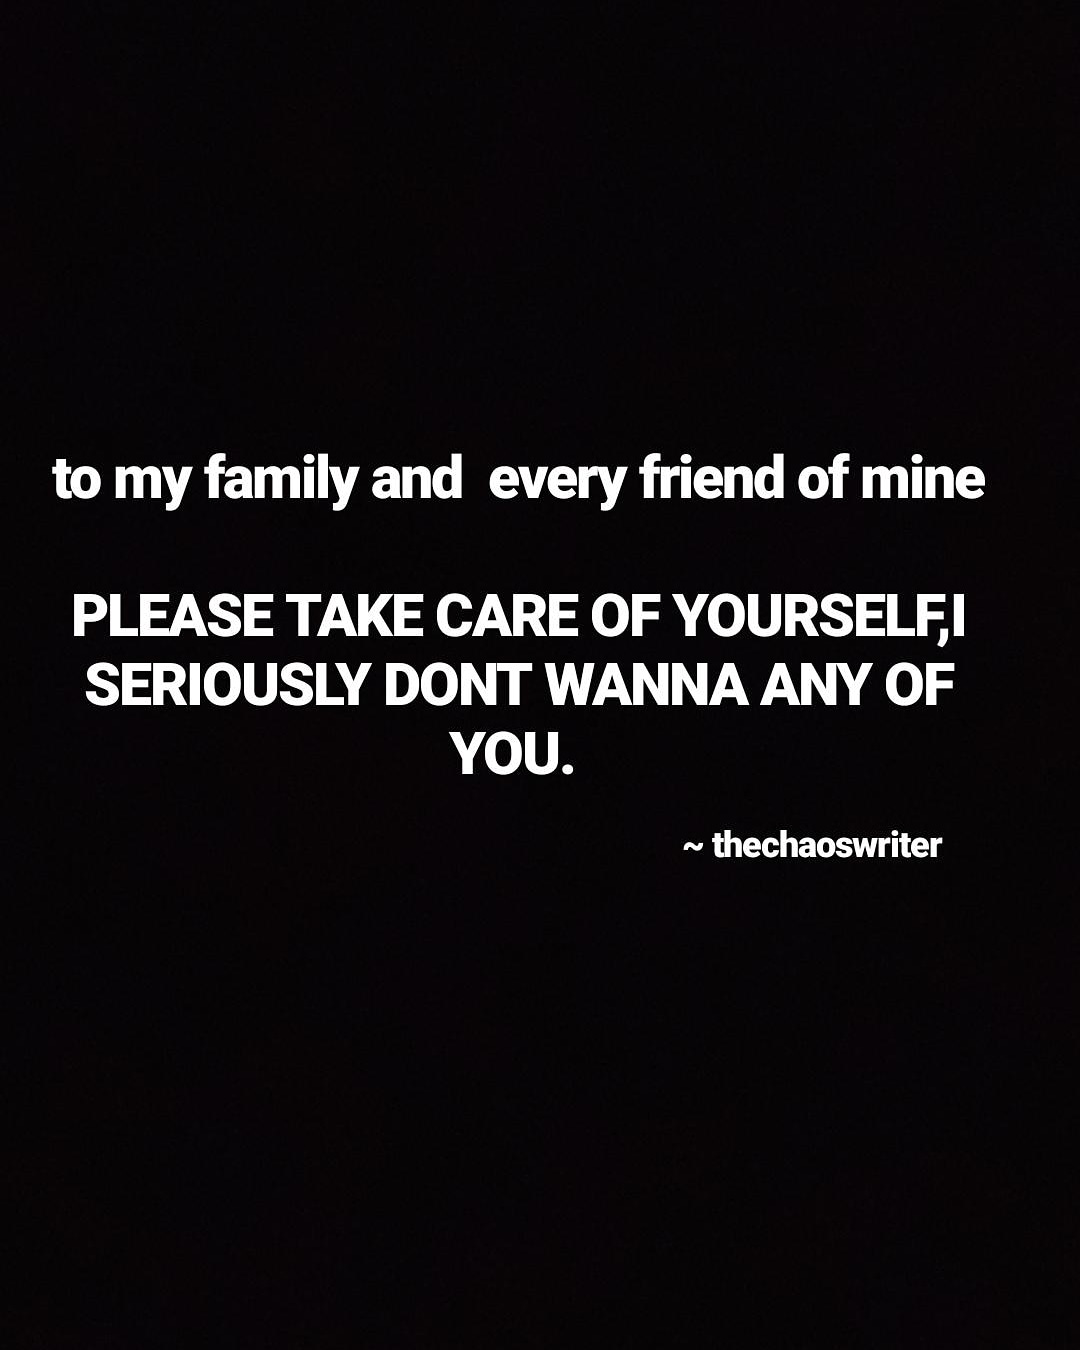 to my family and  every friend of mine
PLEASE TAKE CARE OF YOURSELF,I
SERIOUSLY DONT WANNA ANY OF
YOU.
~ thechaoswriter